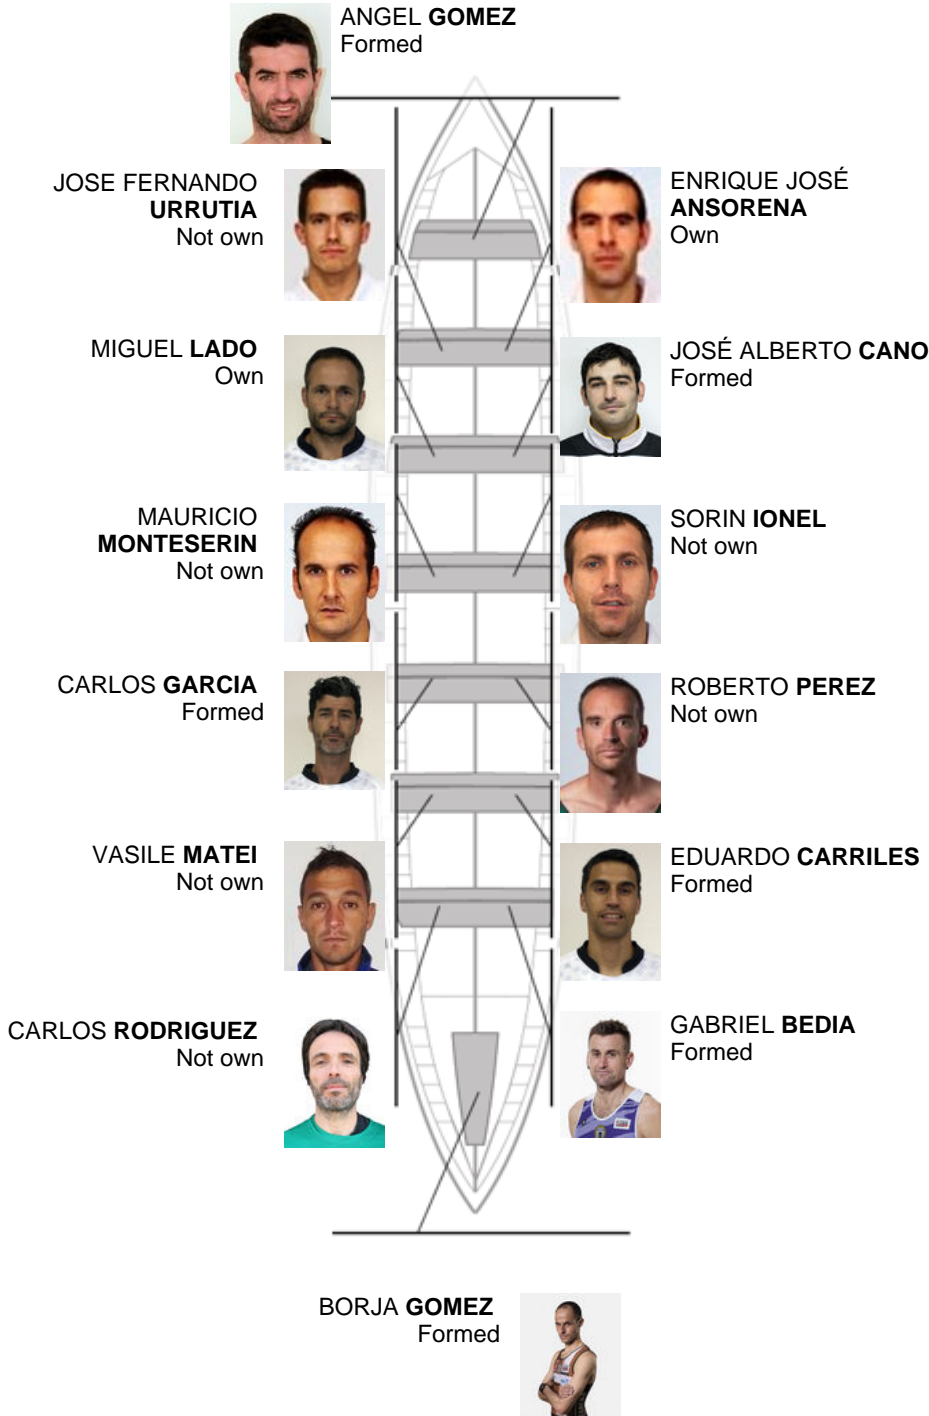 ANGEL GOMEZ
Formed
JOSE FERNANDO
URRUTIA
Not own
ENRIQUE JOSÉ
ANSORENA
Own
MIGUEL LADO
Own
JOSÉ ALBERTO CANO
Formed
MAURICIO
MONTESERIN
Not own
SORIN IONEL
Not own
CARLOS GARCIA
Formed
ROBERTO PEREZ
Not own
VASILE MATEI
Not own
EDUARDO CARRILES
Formed
CARLOS RODRIGUEZ
Not own
GABRIEL BEDIA
Formed
BORJA GOMEZ
Formed